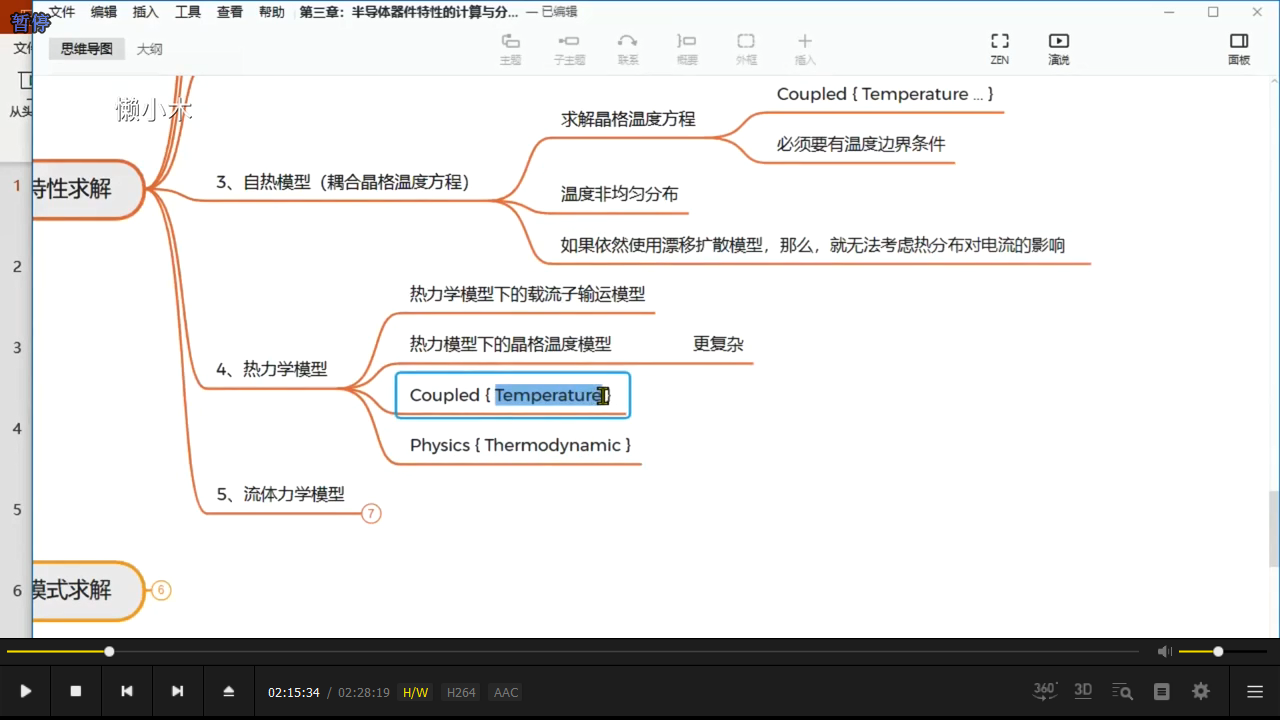 暂停
文件 编辑 插入 工具 查看 帮助 第三章：半导体器件特性的计算与分... — 已编辑
思维导图 大纲
主题 子主题 联系 概要 外框 插入 ZEN 演说 面板
从头
懒小木
Coupled { Temperature ... }
求解晶格温度方程
必须要有温度边界条件
特性求解
3、自热模型（耦合晶格温度方程）
温度非均匀分布
如果依然使用漂移扩散模型，那么，就无法考虑热分布对电流的影响
热力学模型下的载流子输运模型
热力模型下的晶格温度模型 更复杂
4、热力学模型
Coupled { Temperature }
Physics { Thermodynamic }
5、流体力学模型
7
模式求解
6
1
2
3
4
5
6
02:15:34 / 02:28:19 H/W H264 AAC
360° 3D